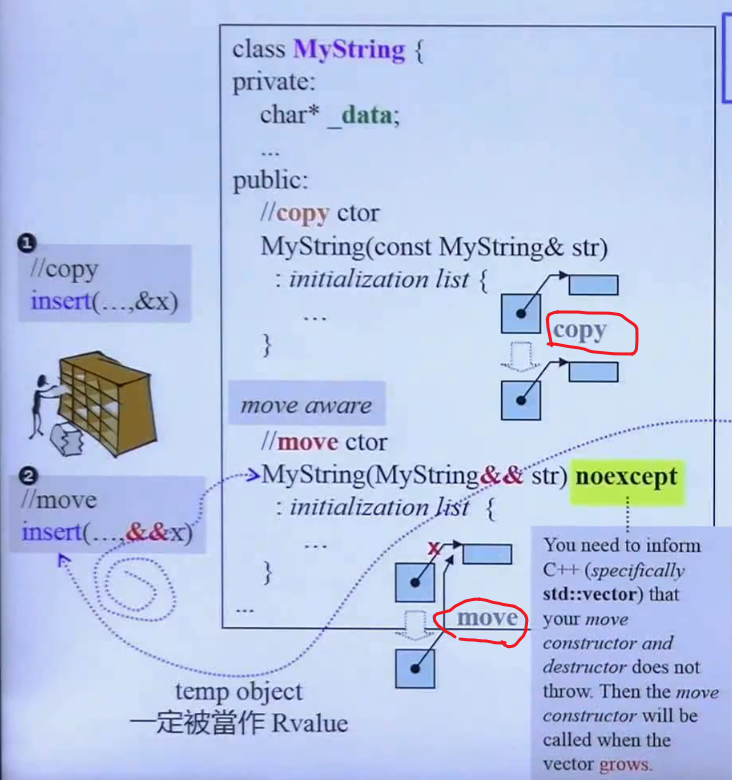 class MyString {
private:
char* _data;
...
public:
//copy ctor
MyString(const MyString& str)
: initialization list {
...
}
copy
❶
//copy
insert(…,&x)
move aware
//move ctor
MyString(MyString&& str) noexcept
: initialization list {
...
}
...
x
move
❷
//move
insert(…,&&x)
temp object
一定被當作 Rvalue
You need to inform
C++ (specifically
std::vector) that
your move
constructor and
destructor does not
throw. Then the move
constructor will be
called when the
vector grows.